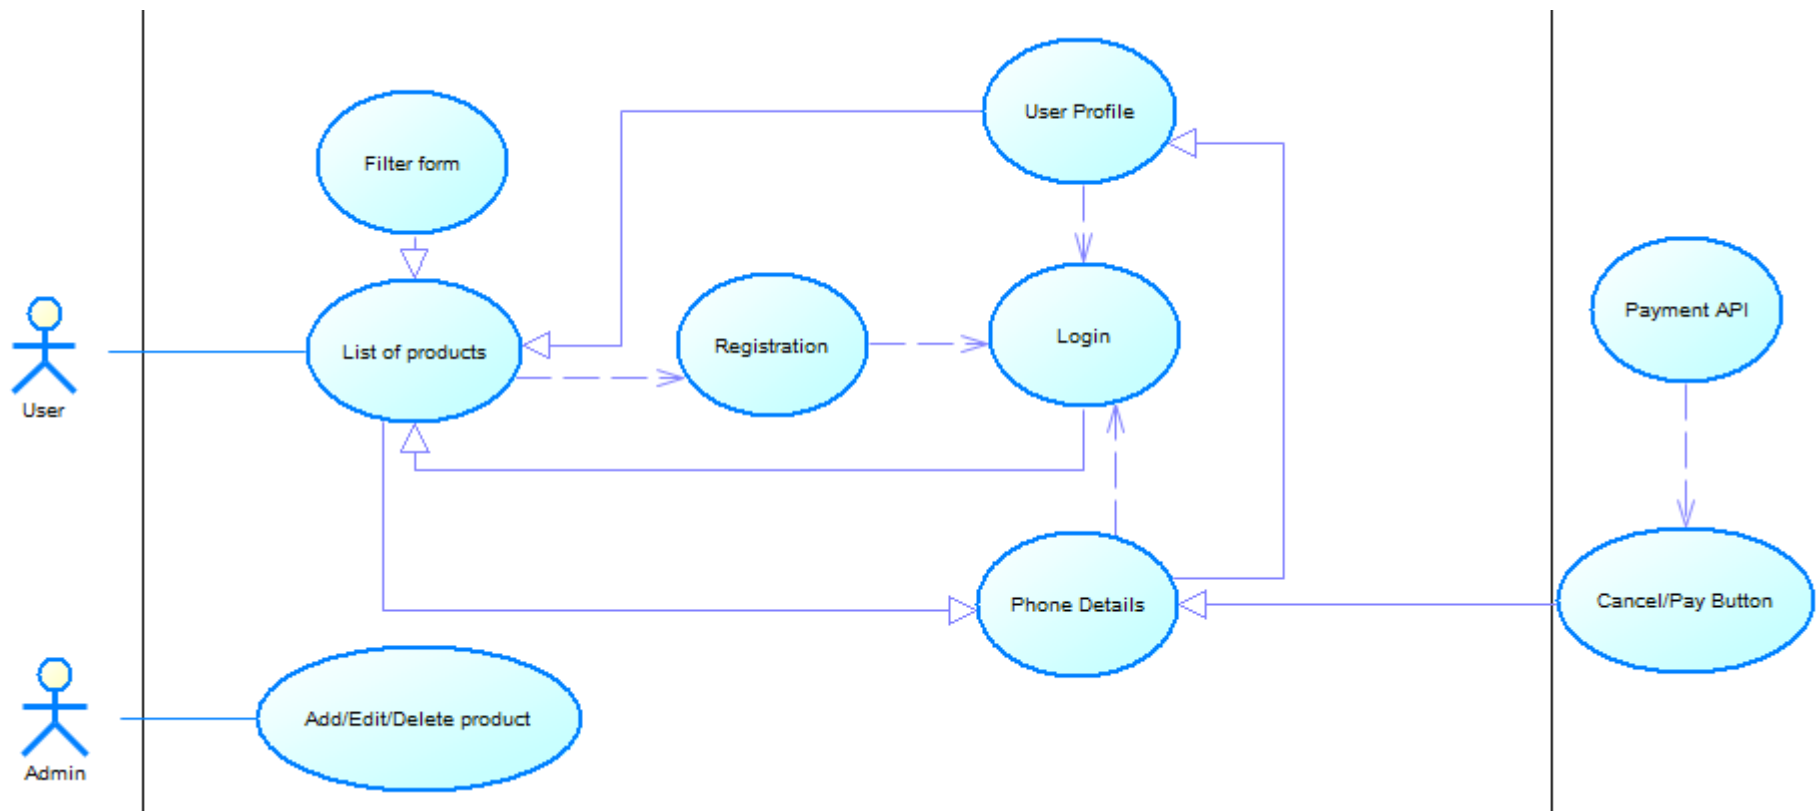 User Profile
Filter form
Payment API
Login
Registration
List of products
User
Cancel/Pay Button
Phone Details
Add/Edit/Delete product
Admin